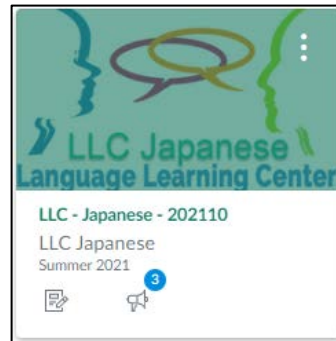 LLC Japanese
Language Learning Center
LLC - Japanese - 202110
LLC Japanese
Summer 2021
3